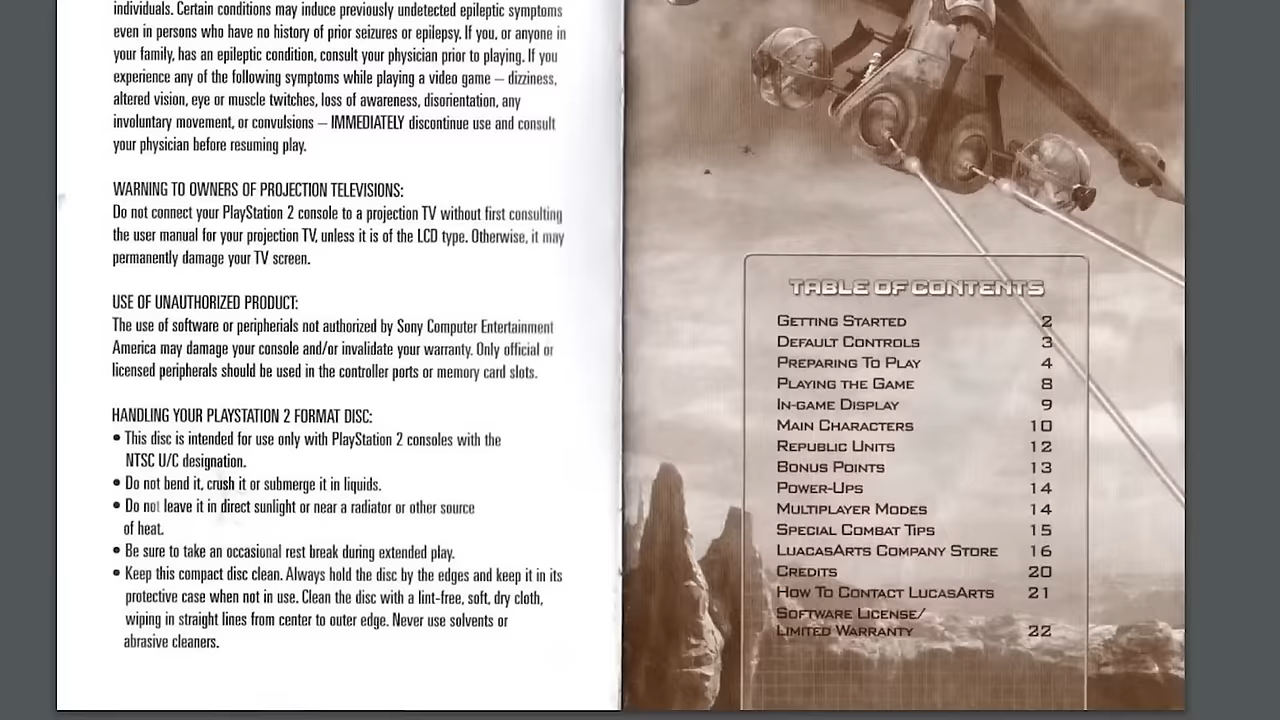 individuals. Certain conditions may induce previously undetected epileptic symptoms
even in persons who have no history of prior seizures or epilepsy. If you, or anyone in
your family, has an epileptic condition, consult your physician prior to playing. If you
experience any of the following symptoms while playing a video game – dizziness,
altered vision, eye or muscle twitches, loss of awareness, disorientation, any
involuntary movement, or convulsions – IMMEDIATELY discontinue use and consult
your physician before resuming play.
WARNING TO OWNERS OF PROJECTION TELEVISIONS:
Do not connect your PlayStation 2 console to a projection TV without first consulting
the user manual for your projection TV, unless it is of the LCD type. Otherwise, it may
permanently damage your TV screen.
USE OF UNAUTHORIZED PRODUCT:
The use of software or peripherials not authorized by Sony Computer Entertainment
America may damage your console and/or invalidate your warranty. Only official or
licensed peripherals should be used in the controller ports or memory card slots.
HANDLING YOUR PLAYSTATION 2 FORMAT DISC:
• This disc is intended for use only with PlayStation 2 consoles with the
NTSC U/C designation.
• Do not bend it, crush it or submerge it in liquids.
• Do not leave it in direct sunlight or near a radiator or other source
of heat.
• Be sure to take an occasional rest break during extended play.
• Keep this compact disc clean. Always hold the disc by the edges and keep it in its
protective case when not in use. Clean the disc with a lint-free, soft, dry cloth,
wiping in straight lines from center to outer edge. Never use solvents or
abrasive cleaners.
TABLE OF CONTENTS
GETTING STARTED 2
DEFAULT CONTROLS 3
PREPARING TO PLAY 4
PLAYING THE GAME 8
IN-GAME DISPLAY 9
MAIN CHARACTERS 10
REPUBLIC UNITS 12
BONUS POINTS 13
POWER-UPS 14
MULTIPLAYER MODES 14
SPECIAL COMBAT TIPS 15
LUACASARTS COMPANY STORE 16
CREDITS 20
HOW TO CONTACT LUCASARTS 21
SOFTWARE LICENSE/
LIMITED WARRANTY 22